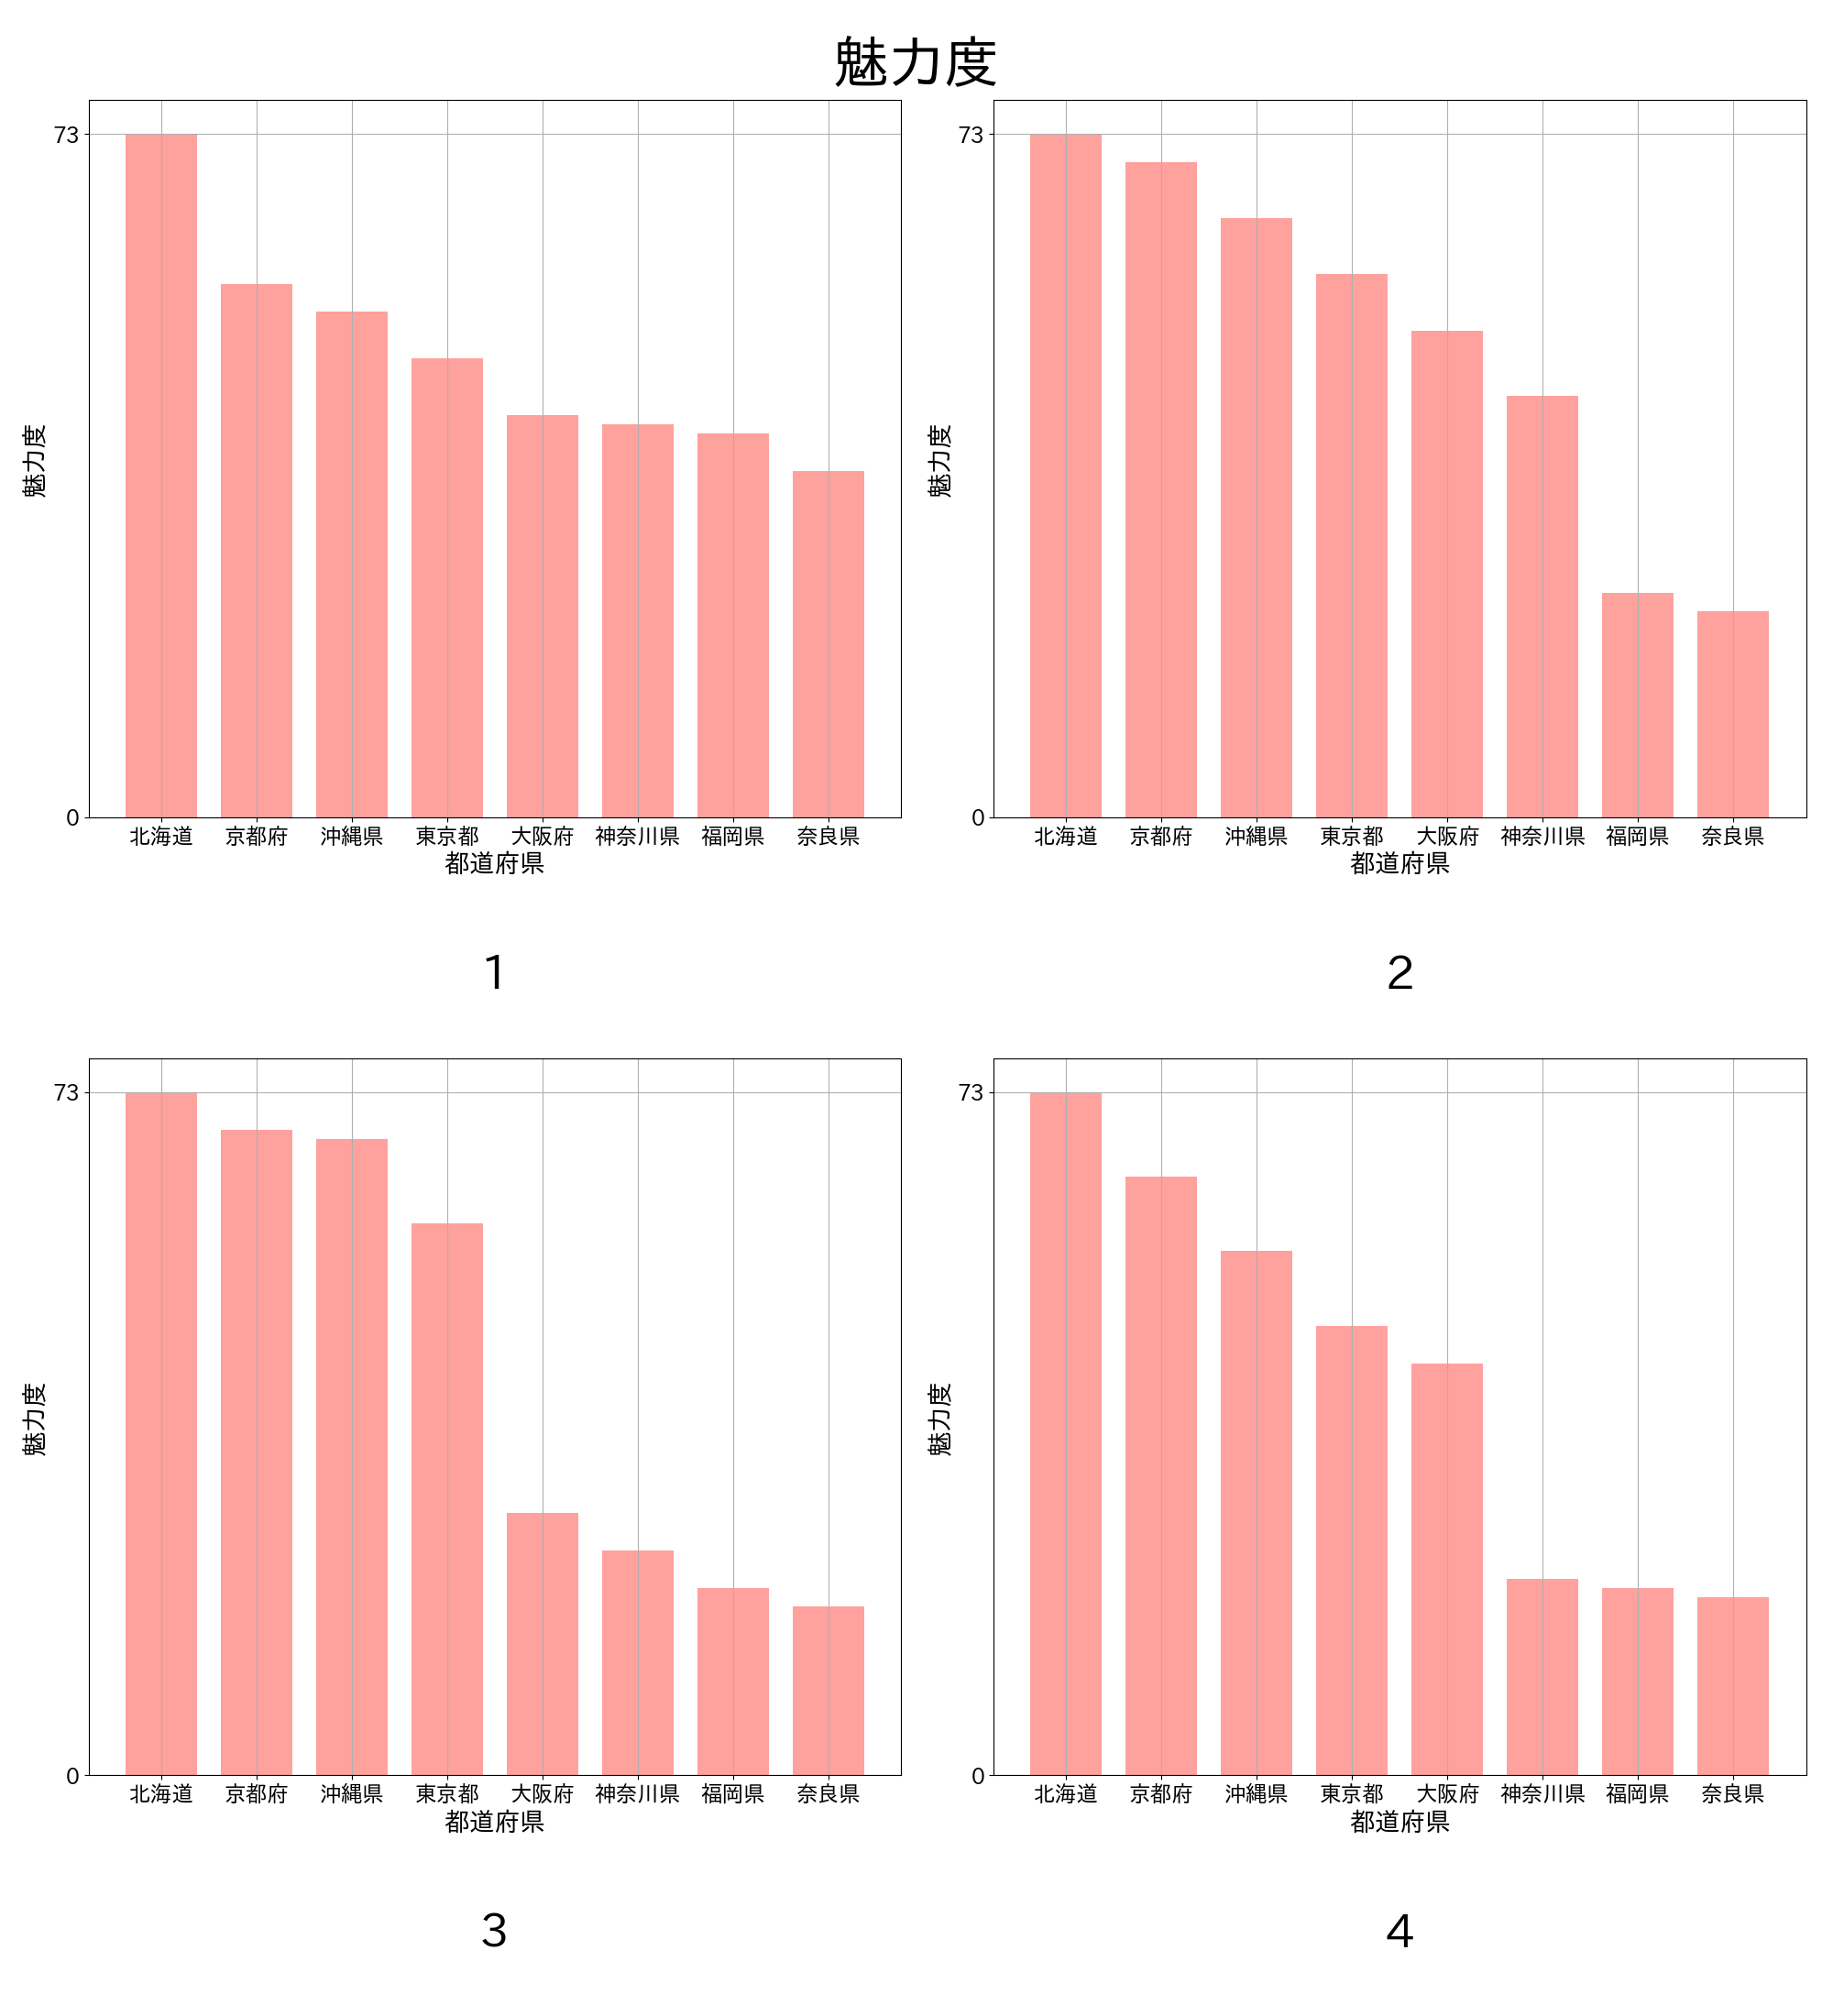 魅力度
73
0
魅力度
北海道 京都府 沖縄県 東京都 大阪府 神奈川県 福岡県 奈良県
都道府県
1
73
0
魅力度
北海道 京都府 沖縄県 東京都 大阪府 神奈川県 福岡県 奈良県
都道府県
2
73
0
魅力度
北海道 京都府 沖縄県 東京都 大阪府 神奈川県 福岡県 奈良県
都道府県
3
73
0
魅力度
北海道 京都府 沖縄県 東京都 大阪府 神奈川県 福岡県 奈良県
都道府県
4